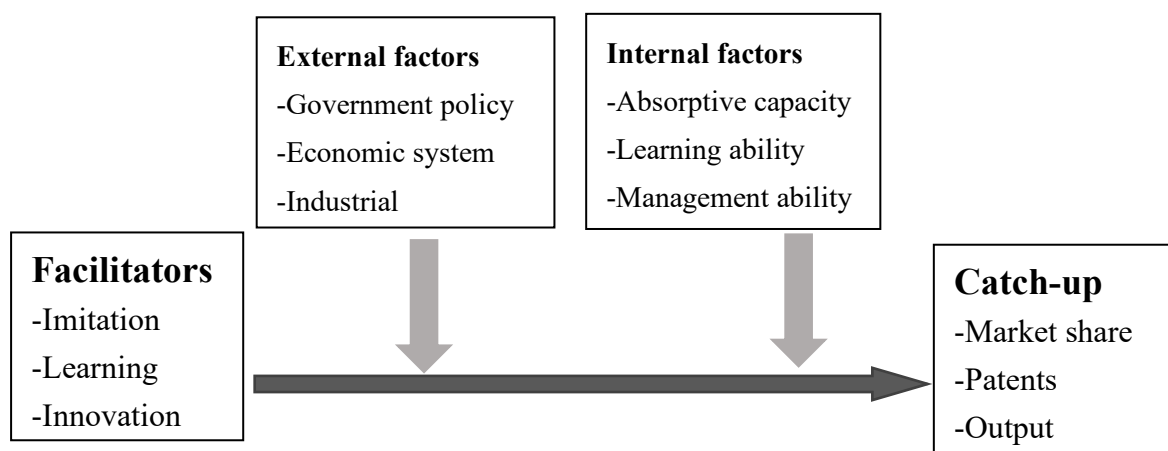 External factors
-Government policy
-Economic system
-Industrial
Internal factors
-Absorptive capacity
-Learning ability
-Management ability
Facilitators
-Imitation
-Learning
-Innovation
Catch-up
-Market share
-Patents
-Output